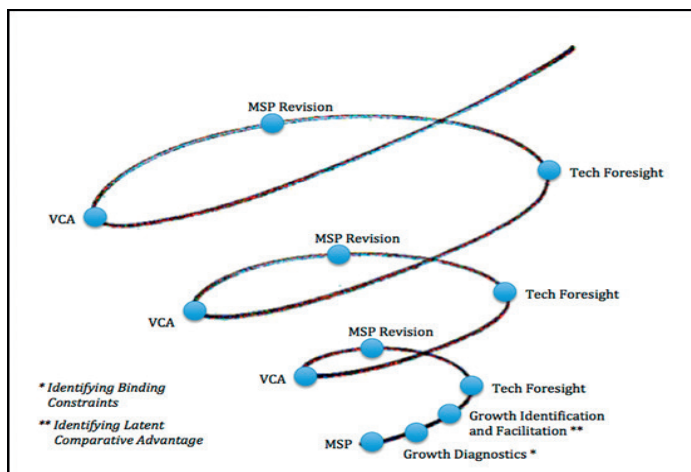 MSP Revision
Tech Foresight
VCA
MSP Revision
Tech Foresight
VCA
MSP Revision
VCA
Tech Foresight
* Identifying Binding
Constraints
** Identifying Latent
Comparative Advantage
Growth Identification
and Facilitation **
MSP
Growth Diagnostics *